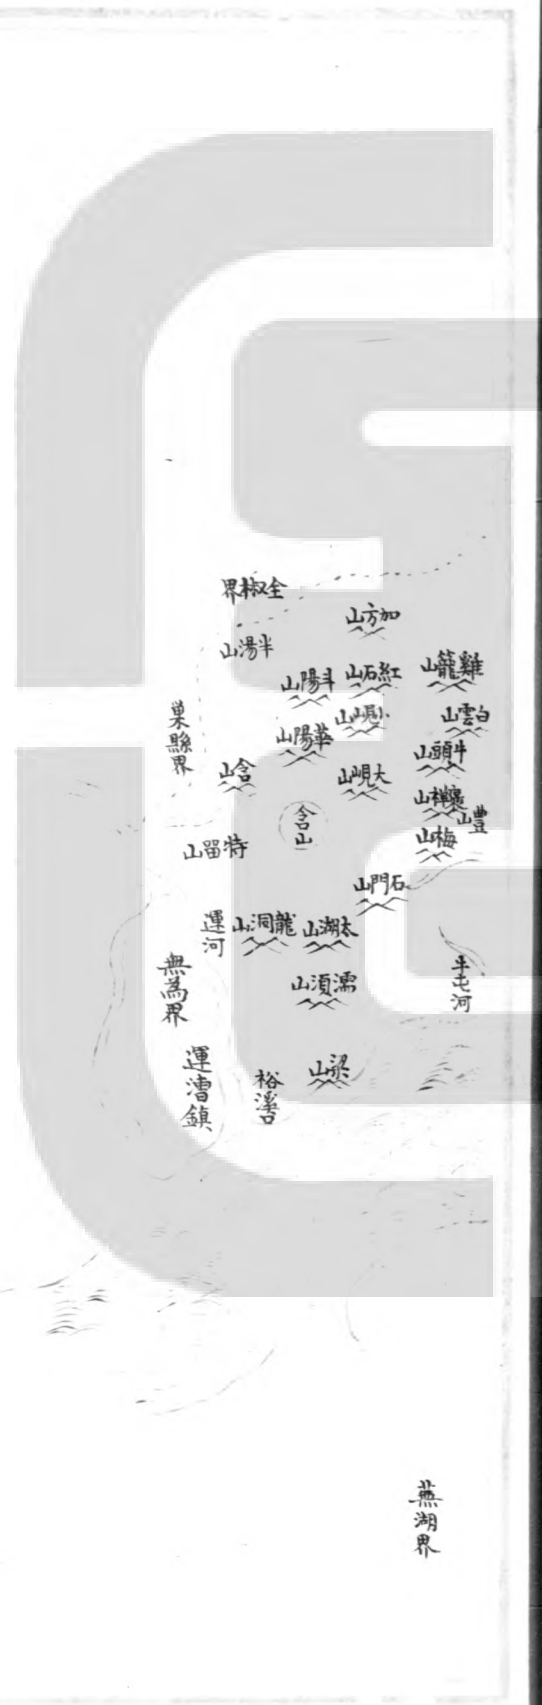 全椒界
加方山
半湯山
雞籠山
紅石山
斗陽山
白雲山
小峴山
華陽山
巢縣界
牛頭山
含山
大峴山
豐山
含山
梅山
特留山
石門山
運河
龍洞山
太湖山
無為界
濡須山
平屯河
運漕鎮
梁山
裕溪口
蕪湖界